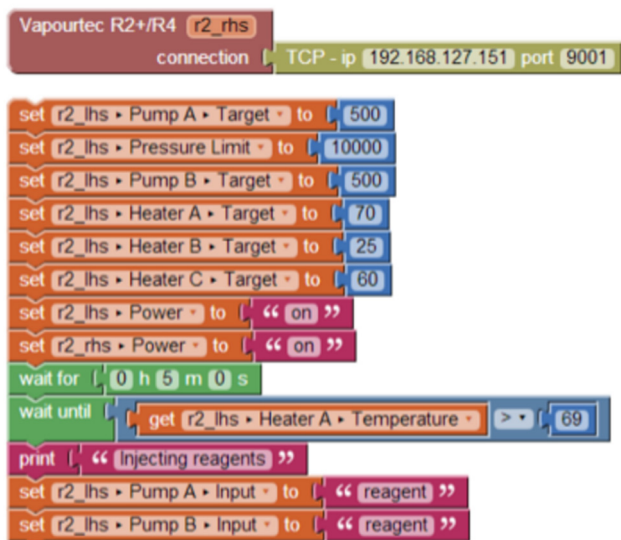 Vapourtec R2+/R4 r2_rhs
connection TCP - ip 192.168.127.151 port 9001
set r2_lhs ‣ Pump A ‣ Target to 500
set r2_lhs ‣ Pressure Limit to 10000
set r2_lhs ‣ Pump B ‣ Target to 500
set r2_lhs ‣ Heater A ‣ Target to 70
set r2_lhs ‣ Heater B ‣ Target to 25
set r2_lhs ‣ Heater C ‣ Target to 60
set r2_lhs ‣ Power to “ on ”
set r2_rhs ‣ Power to “ on ”
wait for 0 h 5 m 0 s
wait until get r2_lhs ‣ Heater A ‣ Temperature > 69
print “ Injecting reagents ”
set r2_lhs ‣ Pump A ‣ Input to “ reagent ”
set r2_lhs ‣ Pump B ‣ Input to “ reagent ”